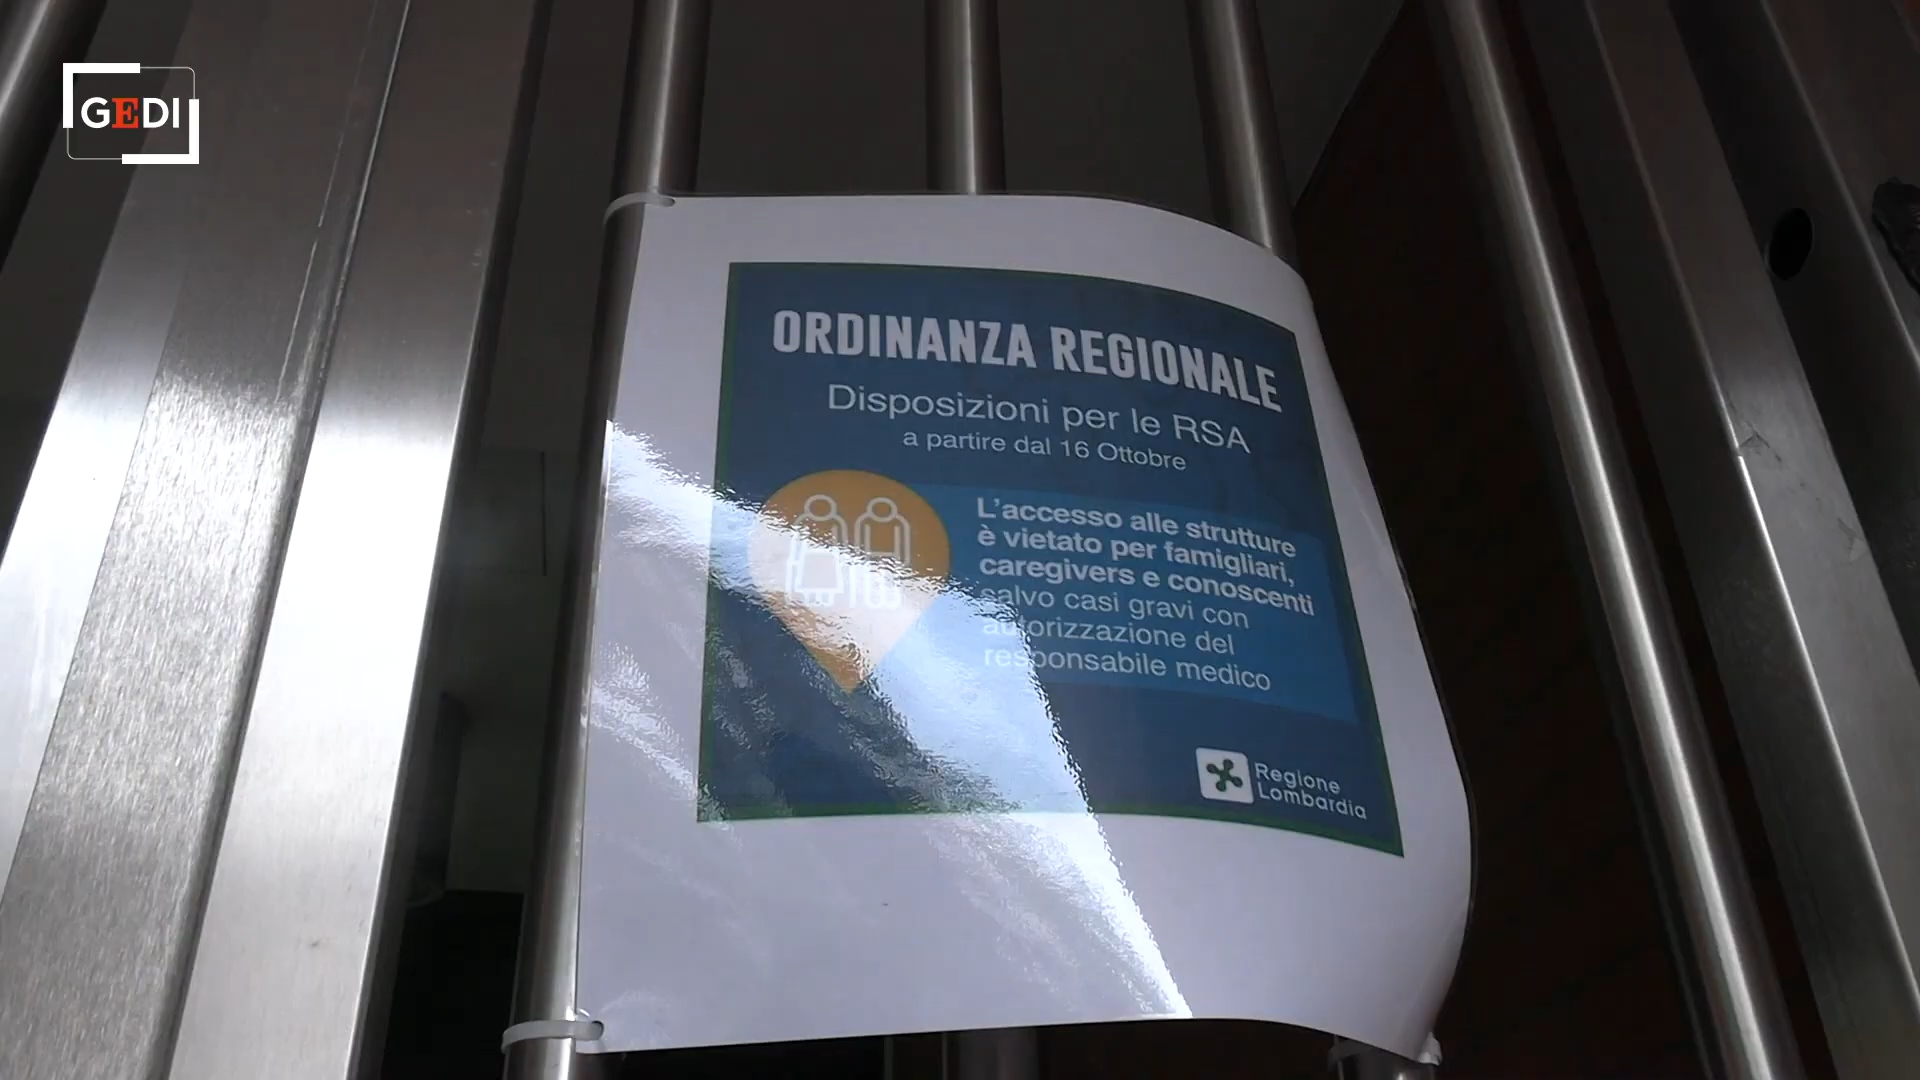 GEDI
ORDINANZA REGIONALE
Disposizioni per le RSA
a partire dal 16 Ottobre
L'accesso alle strutture
è vietato per famigliari,
caregivers e conoscenti
salvo casi gravi con
autorizzazione del
responsabile medico
Regione
Lombardia